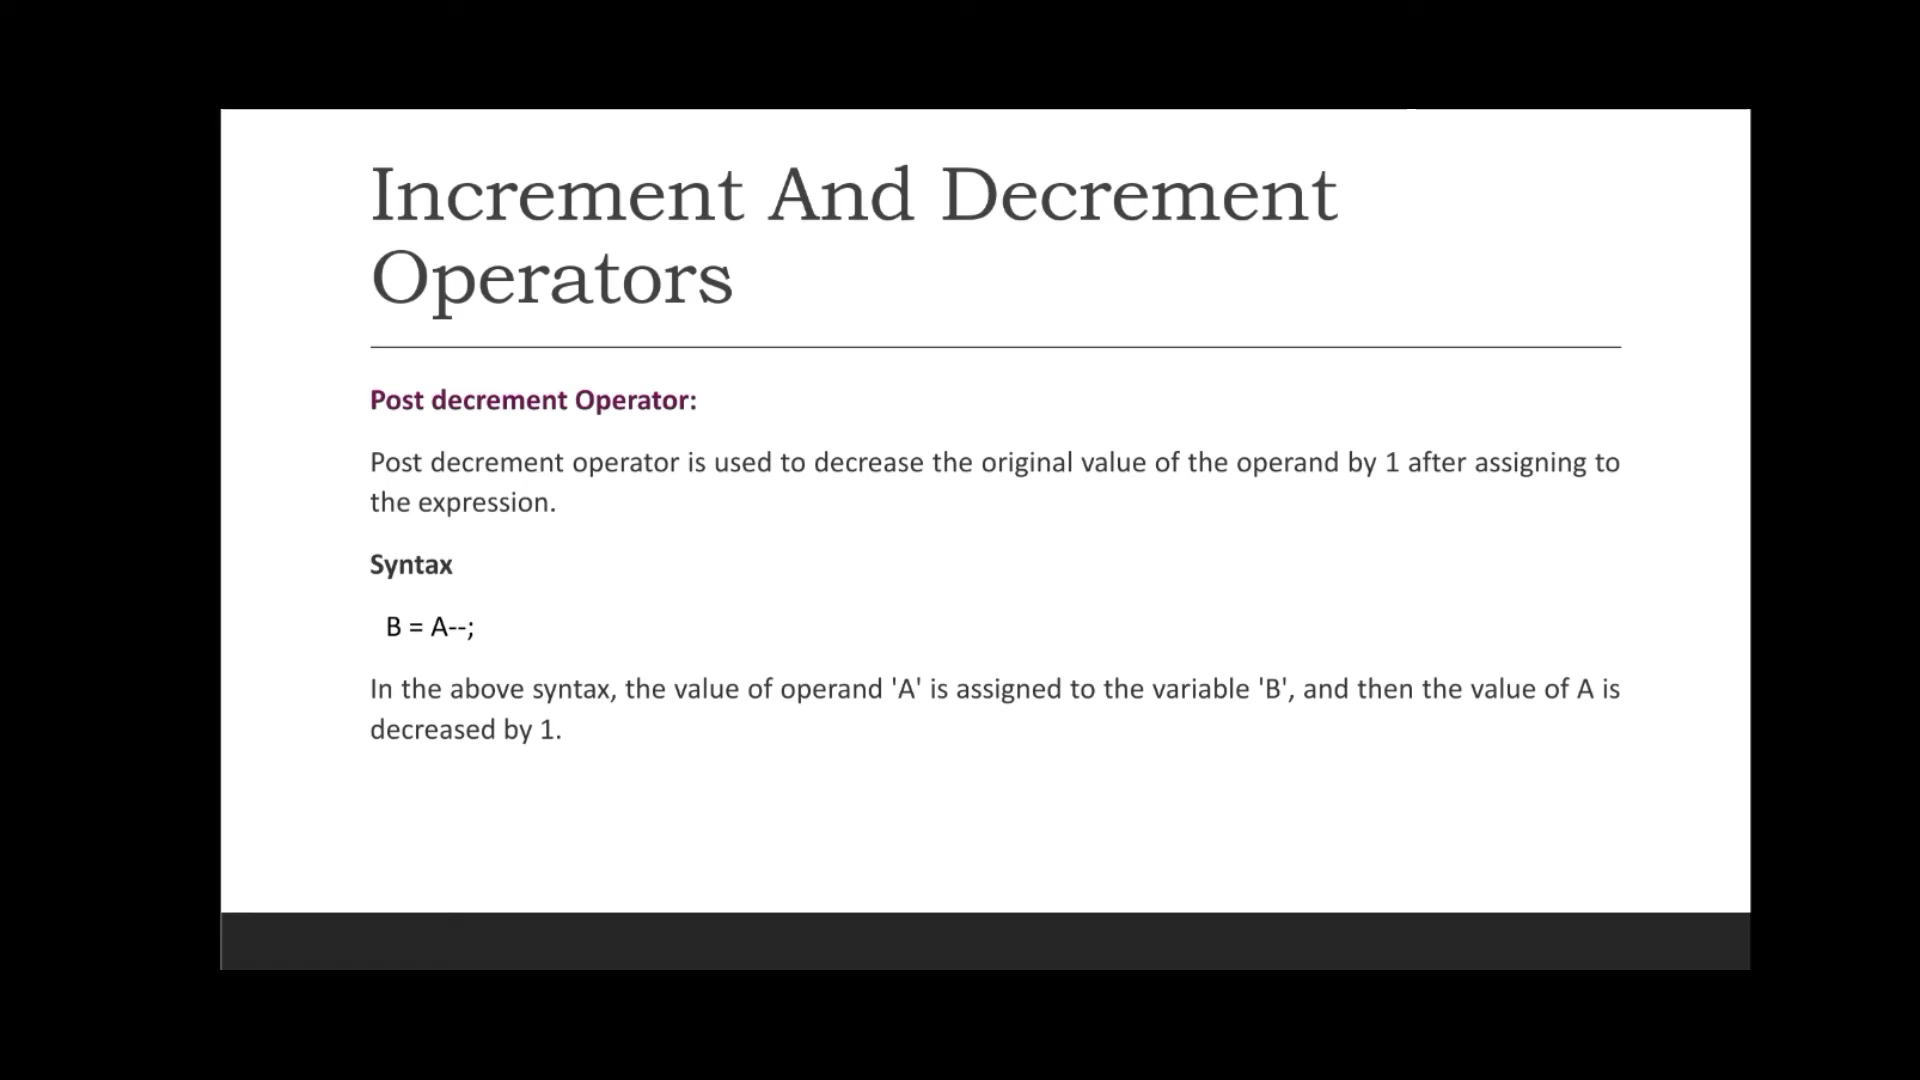 Increment And Decrement
Operators
Post decrement Operator:
Post decrement operator is used to decrease the original value of the operand by 1 after assigning to
the expression.
Syntax
B = A--;
In the above syntax, the value of operand 'A' is assigned to the variable 'B', and then the value of A is
decreased by 1.